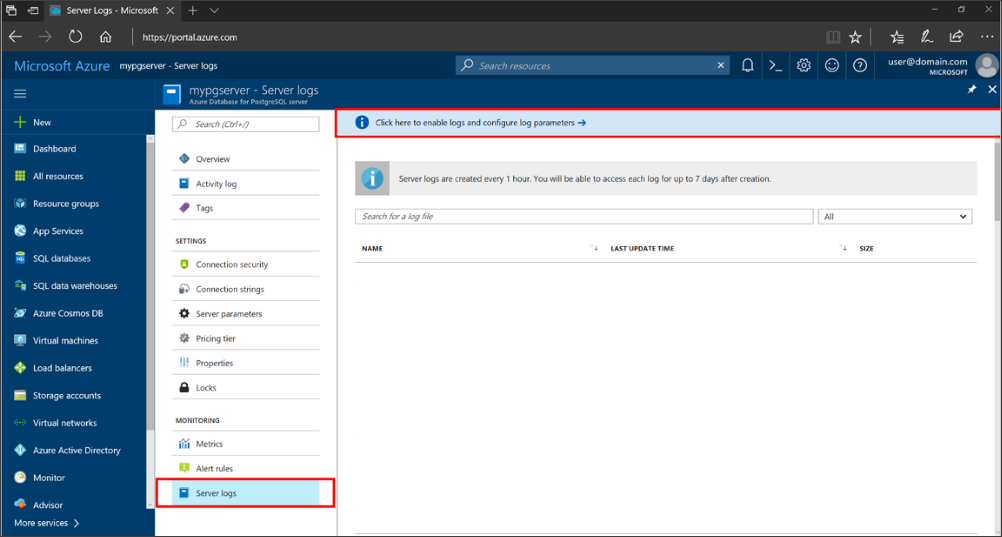 Server Logs - Microsoft
https://portal.azure.com
Microsoft Azure mypgserver - Server logs
Search resources
user@domain.com
MICROSOFT
mypgserver - Server logs
Azure Database for PostgreSQL server
New
Dashboard
All resources
Resource groups
App Services
SQL databases
SQL data warehouses
Azure Cosmos DB
Virtual machines
Load balancers
Storage accounts
Virtual networks
Azure Active Directory
Monitor
Advisor
More services
Search (Ctrl+/)
Overview
Activity log
Tags
SETTINGS
Connection security
Connection strings
Server parameters
Pricing tier
Properties
Locks
MONITORING
Metrics
Alert rules
Server logs
Click here to enable logs and configure log parameters →
Server logs are created every 1 hour. You will be able to access each log for up to 7 days after creation.
Search for a log file
All
NAME
LAST UPDATE TIME
SIZE